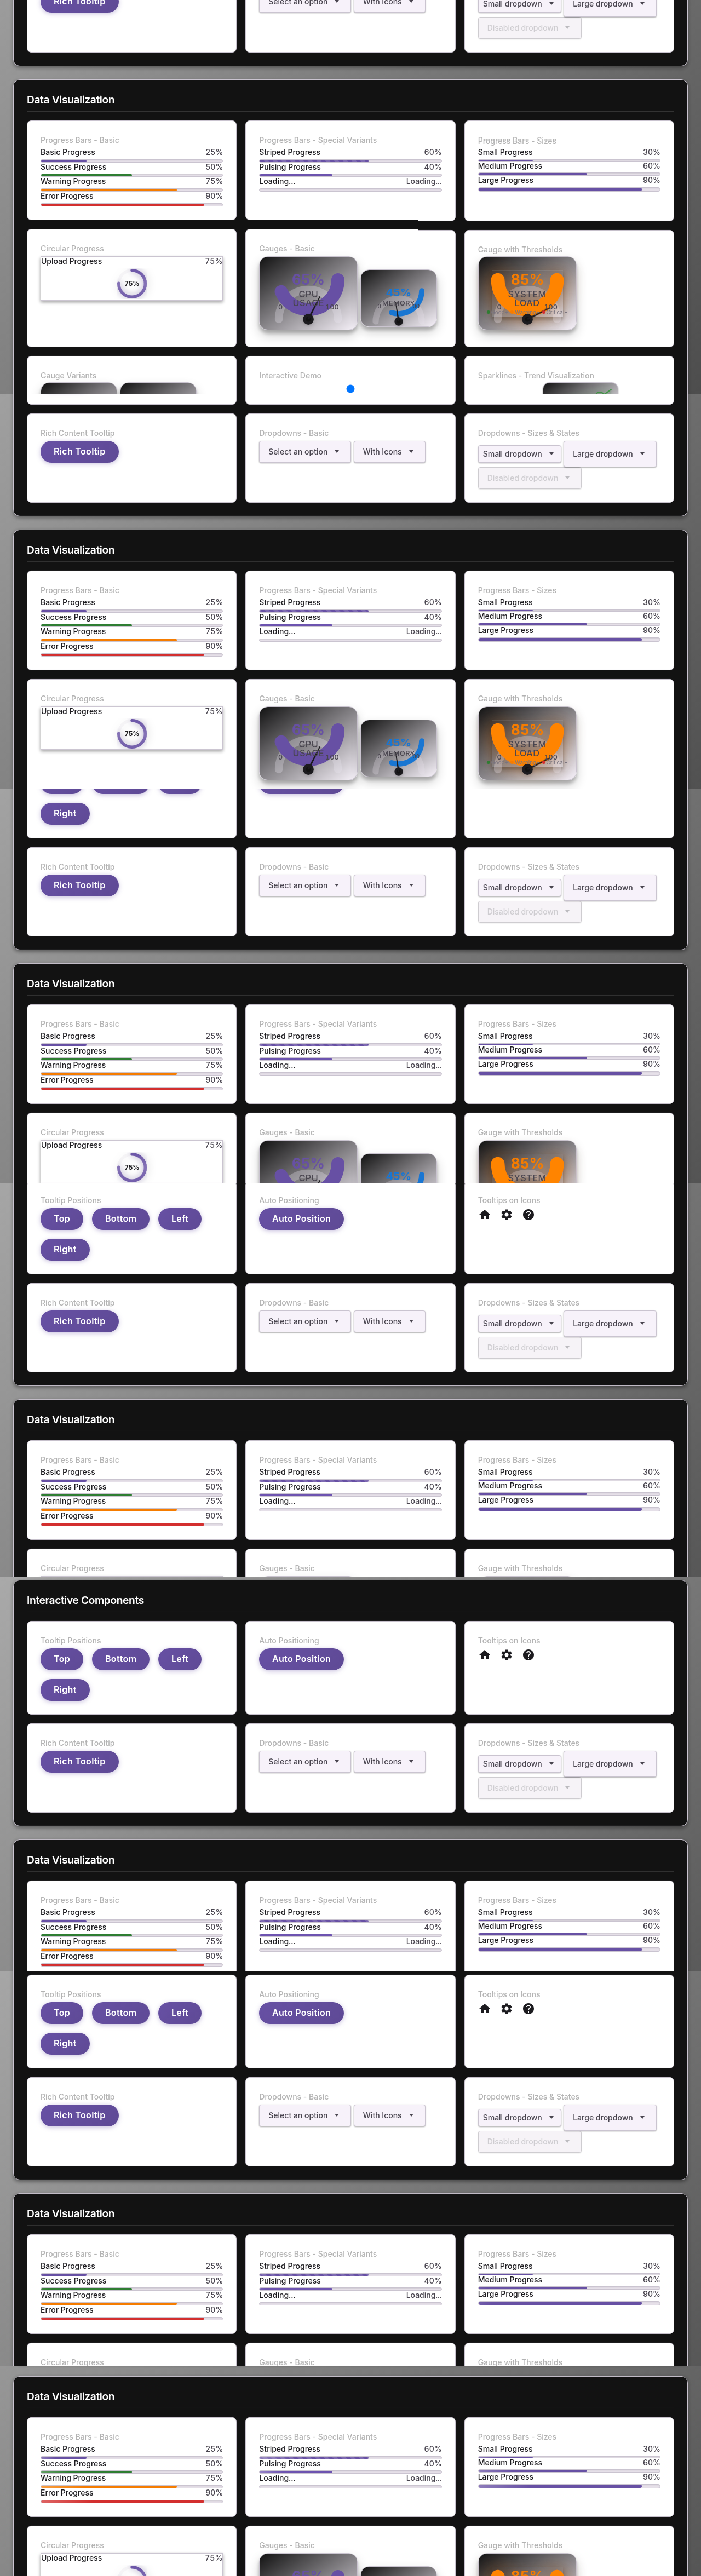 Rich Tooltip
Select an option
With Icons
Small dropdown
Large dropdown
Disabled dropdown
Data Visualization
Progress Bars - Basic
Basic Progress 25%
Success Progress 50%
Warning Progress 75%
Error Progress 90%
Progress Bars - Special Variants
Striped Progress 60%
Pulsing Progress 40%
Loading... Loading...
Progress Bars - Sizes
Small Progress 30%
Medium Progress 60%
Large Progress 90%
Circular Progress
Upload Progress 75%
75%
Gauges - Basic
85%
CPU
USAGE
0 100
45%
MEMORY
Gauge with Thresholds
85%
SYSTEM
LOAD
0 100
Gauge Variants
Interactive Demo
Sparklines - Trend Visualization
Rich Content Tooltip
Rich Tooltip
Dropdowns - Basic
Select an option
With Icons
Dropdowns - Sizes & States
Small dropdown
Large dropdown
Disabled dropdown
Data Visualization
Progress Bars - Basic
Basic Progress 25%
Success Progress 50%
Warning Progress 75%
Error Progress 90%
Progress Bars - Special Variants
Striped Progress 60%
Pulsing Progress 40%
Loading... Loading...
Progress Bars - Sizes
Small Progress 30%
Medium Progress 60%
Large Progress 90%
Circular Progress
Upload Progress 75%
75%
Gauges - Basic
85%
CPU
USAGE
0 100
45%
MEMORY
Gauge with Thresholds
85%
SYSTEM
LOAD
0 100
Right
Rich Content Tooltip
Rich Tooltip
Dropdowns - Basic
Select an option
With Icons
Dropdowns - Sizes & States
Small dropdown
Large dropdown
Disabled dropdown
Data Visualization
Progress Bars - Basic
Basic Progress 25%
Success Progress 50%
Warning Progress 75%
Error Progress 90%
Progress Bars - Special Variants
Striped Progress 60%
Pulsing Progress 40%
Loading... Loading...
Progress Bars - Sizes
Small Progress 30%
Medium Progress 60%
Large Progress 90%
Circular Progress
Upload Progress 75%
75%
Gauges - Basic
85%
CPU
45%
Gauge with Thresholds
85%
SYSTEM
Tooltip Positions
Top
Bottom
Left
Right
Auto Positioning
Auto Position
Tooltips on Icons
Rich Content Tooltip
Rich Tooltip
Dropdowns - Basic
Select an option
With Icons
Dropdowns - Sizes & States
Small dropdown
Large dropdown
Disabled dropdown
Data Visualization
Progress Bars - Basic
Basic Progress 25%
Success Progress 50%
Warning Progress 75%
Error Progress 90%
Progress Bars - Special Variants
Striped Progress 60%
Pulsing Progress 40%
Loading... Loading...
Progress Bars - Sizes
Small Progress 30%
Medium Progress 60%
Large Progress 90%
Circular Progress
Gauges - Basic
Gauge with Thresholds
Interactive Components
Tooltip Positions
Top
Bottom
Left
Right
Auto Positioning
Auto Position
Tooltips on Icons
Rich Content Tooltip
Rich Tooltip
Dropdowns - Basic
Select an option
With Icons
Dropdowns - Sizes & States
Small dropdown
Large dropdown
Disabled dropdown
Data Visualization
Progress Bars - Basic
Basic Progress 25%
Success Progress 50%
Warning Progress 75%
Error Progress 90%
Progress Bars - Special Variants
Striped Progress 60%
Pulsing Progress 40%
Loading... Loading...
Progress Bars - Sizes
Small Progress 30%
Medium Progress 60%
Large Progress 90%
Tooltip Positions
Top
Bottom
Left
Right
Auto Positioning
Auto Position
Tooltips on Icons
Rich Content Tooltip
Rich Tooltip
Dropdowns - Basic
Select an option
With Icons
Dropdowns - Sizes & States
Small dropdown
Large dropdown
Disabled dropdown
Data Visualization
Progress Bars - Basic
Basic Progress 25%
Success Progress 50%
Warning Progress 75%
Error Progress 90%
Progress Bars - Special Variants
Striped Progress 60%
Pulsing Progress 40%
Loading... Loading...
Progress Bars - Sizes
Small Progress 30%
Medium Progress 60%
Large Progress 90%
Circular Progress
Gauges - Basic
Gauge with Thresholds
Data Visualization
Progress Bars - Basic
Basic Progress 25%
Success Progress 50%
Warning Progress 75%
Error Progress 90%
Progress Bars - Special Variants
Striped Progress 60%
Pulsing Progress 40%
Loading... Loading...
Progress Bars - Sizes
Small Progress 30%
Medium Progress 60%
Large Progress 90%
Circular Progress
Upload Progress 75%
Gauges - Basic
85%
Gauge with Thresholds
85%